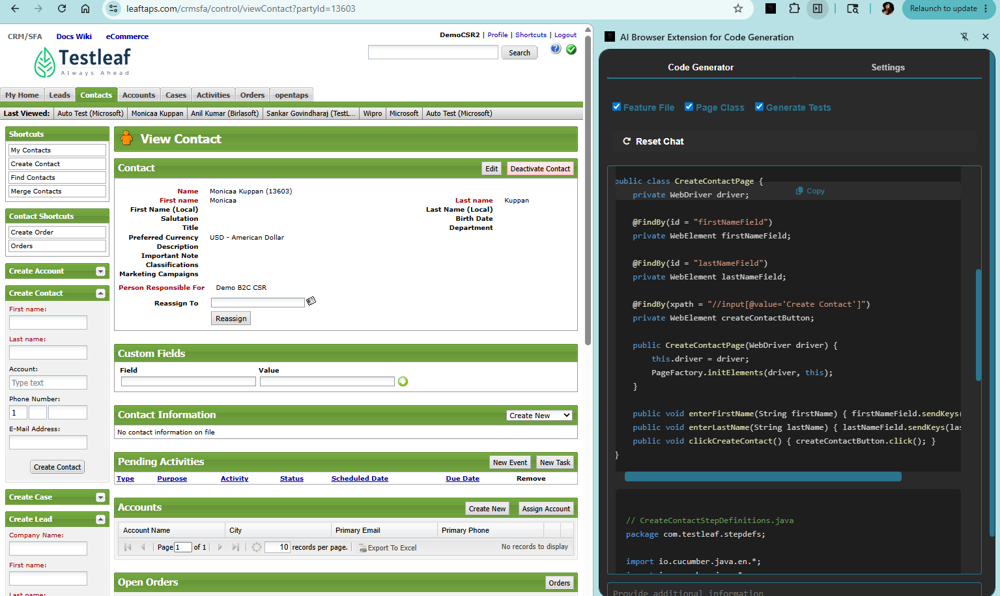 leaftaps.com/crmsfa/control/viewContact?partyId=13603
Relaunch to update
CRM/SFA Docs Wiki eCommerce
DemoCSR2 | Profile | Shortcuts | Logout
Testleaf
Always Ahead
Search
?
My Home Leads Contacts Accounts Cases Activities Orders opentaps
Last Viewed: Auto Test (Microsoft) Monicaa Kuppan Anil Kumar (Birlasoft) Sankar Govindharaj (TestL... Wipro Microsoft Auto Test (Microsoft)
Shortcuts
My Contacts
Create Contact
Find Contacts
Merge Contacts
Contact Shortcuts
Create Order
Orders
Create Account
Create Contact
First name:
Last name:
Account:
Type text
Phone Number:
1
E-Mail Address:
Create Contact
Create Case
Create Lead
Company Name:
First name:
Last name:
View Contact
Contact
Edit Deactivate Contact
Name Monicaa Kuppan (13603)
First name Monicaa Last name Kuppan
First Name (Local) Last Name (Local)
Salutation Birth Date
Title Department
Preferred Currency USD - American Dollar
Description
Important Note
Classifications
Marketing Campaigns
Person Responsible For Demo B2C CSR
Reassign To
Reassign
Custom Fields
Field Value
Contact Information
Create New
No contact information on file
Pending Activities
New Event New Task
Type Purpose Activity Status Scheduled Date Due Date Remove
Accounts
Create New Assign Account
Account Name City Primary Email Primary Phone
Page 1 of 1 10 records per page. Export To Excel No records to display
Open Orders
Orders
AI Browser Extension for Code Generation
Code Generator Settings
Feature File Page Class Generate Tests
Reset Chat
Copy
public class CreateContactPage {
private WebDriver driver;
@FindBy(id = "firstNameField")
private WebElement firstNameField;
@FindBy(id = "lastNameField")
private WebElement lastNameField;
@FindBy(xpath = "//input[@value='Create Contact']")
private WebElement createContactButton;
public CreateContactPage(WebDriver driver) {
this.driver = driver;
PageFactory.initElements(driver, this);
}
public void enterFirstName(String firstName) { firstNameField.sendKeys(
public void enterLastName(String lastName) { lastNameField.sendKeys(las
public void clickCreateContact() { createContactButton.click(); }
}
// CreateContactStepDefinitions.java
package com.testleaf.stepdefs;
import io.cucumber.java.en.*;
Provide additional information